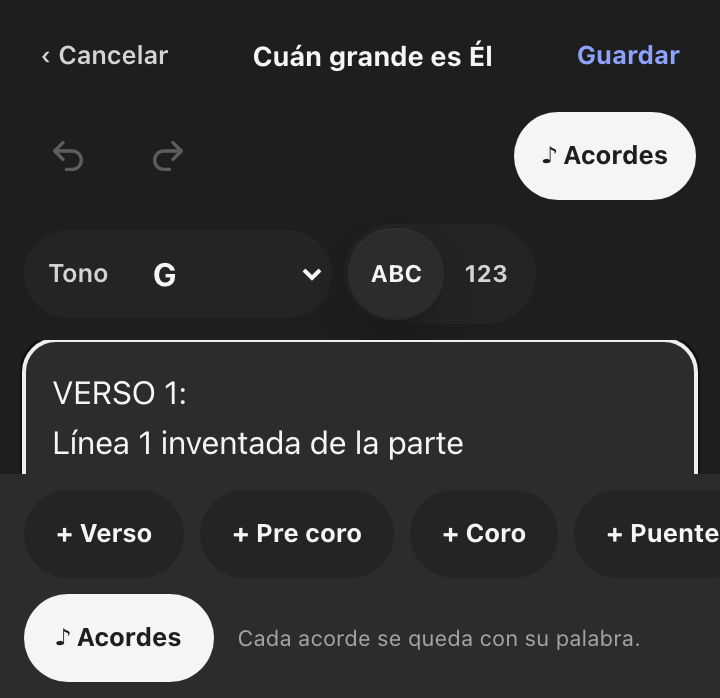 ‹ Cancelar Cuán grande es Él Guardar
♪ Acordes
Tono G ABC 123
VERSO 1:
Línea 1 inventada de la parte
+ Verso + Pre coro + Coro + Puente
♪ Acordes Cada acorde se queda con su palabra.